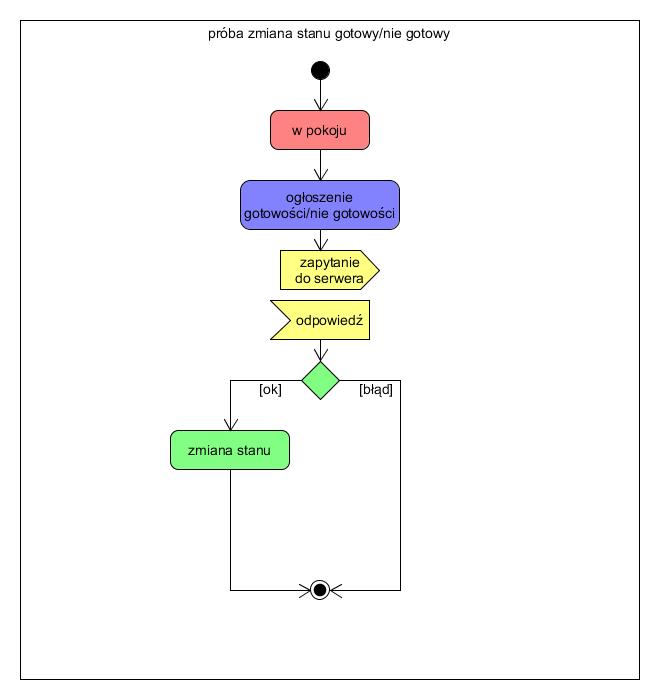 próba zmiana stanu gotowy/nie gotowy
w pokoju
ogłoszenie
gotowości/nie gotowości
zapytanie
do serwera
odpowiedź
[ok]
[błąd]
zmiana stanu